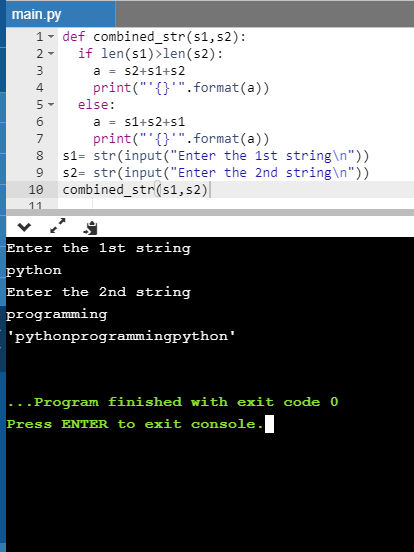 main.py
1 def combined_str(s1,s2):
2   if len(s1)>len(s2):
3     a = s2+s1+s2
4     print("'{}'".format(a))
5   else:
6     a = s1+s2+s1
7     print("'{}'".format(a))
8 s1= str(input("Enter the 1st string\n"))
9 s2= str(input("Enter the 2nd string\n"))
10 combined_str(s1,s2)
11
Enter the 1st string
python
Enter the 2nd string
programming
'pythonprogrammingpython'
...Program finished with exit code 0
Press ENTER to exit console.